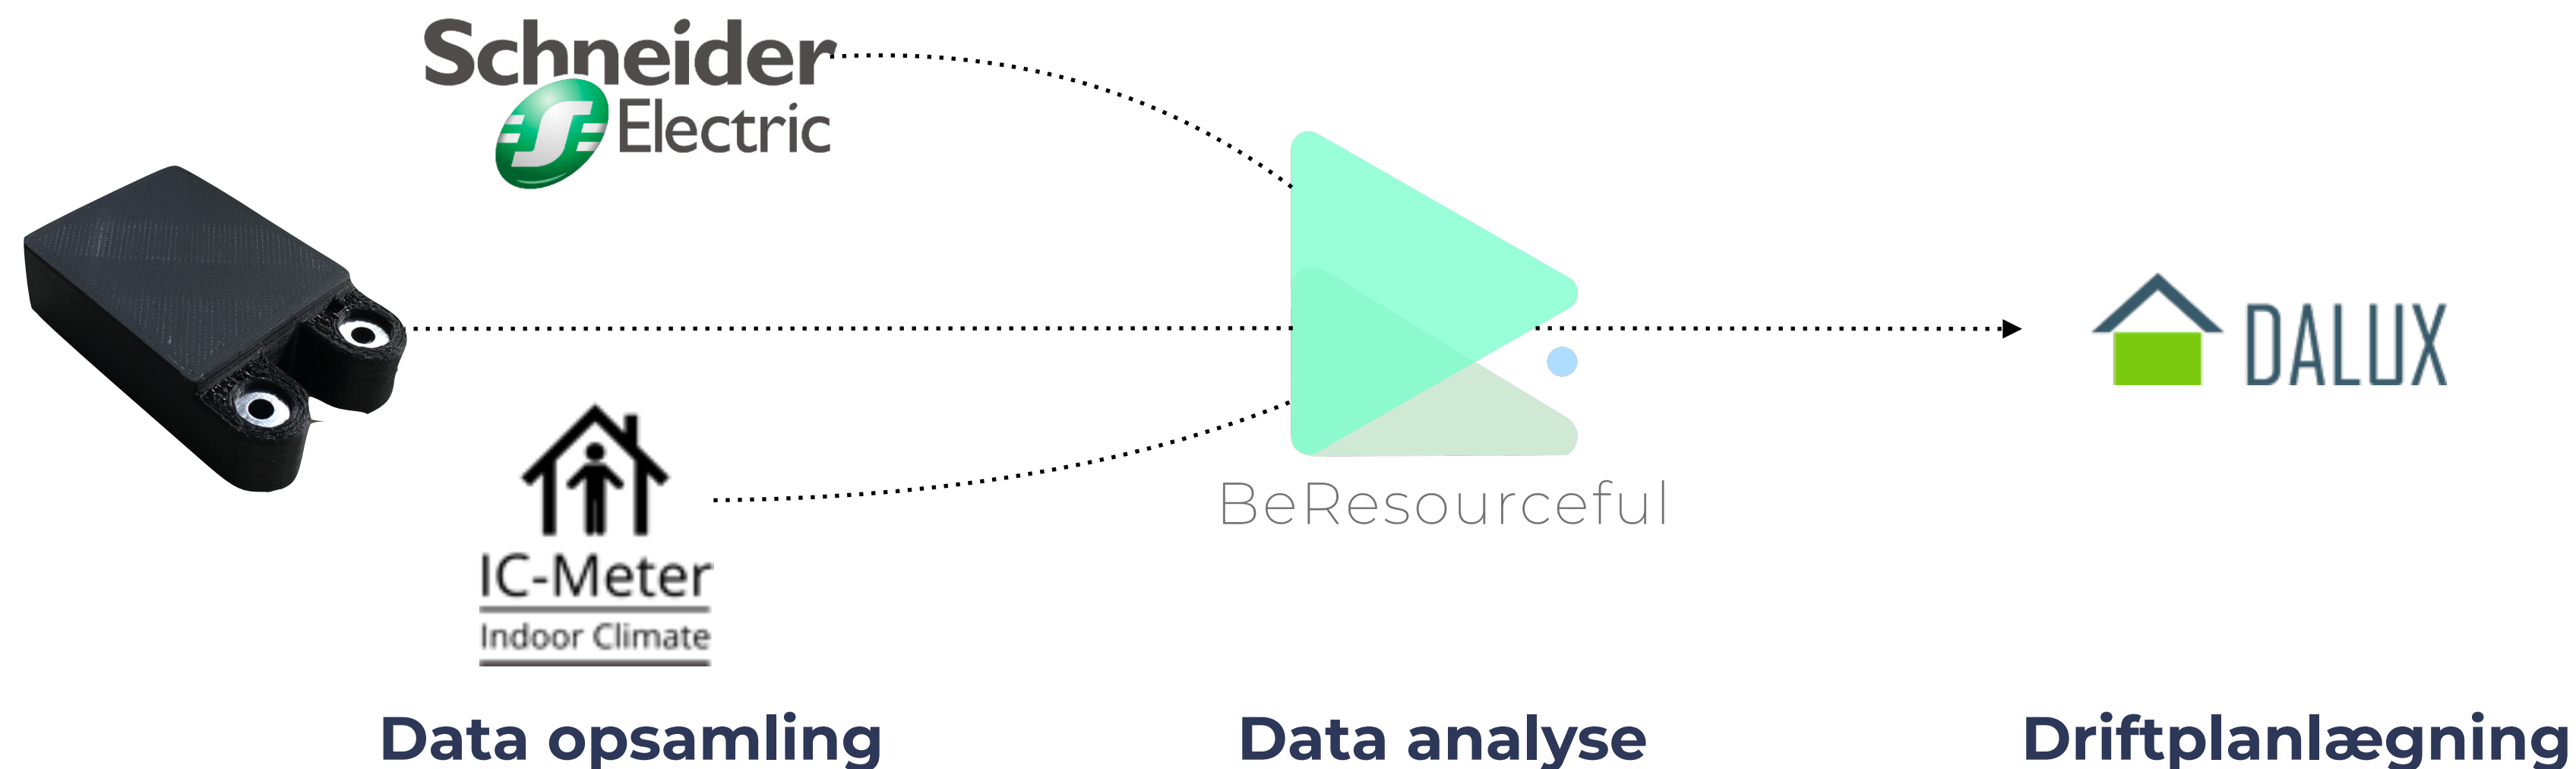 Schneider
Electric
IC-Meter
Indoor Climate
BeResourceful
DALUX
Data opsamling
Data analyse
Driftplanlægning